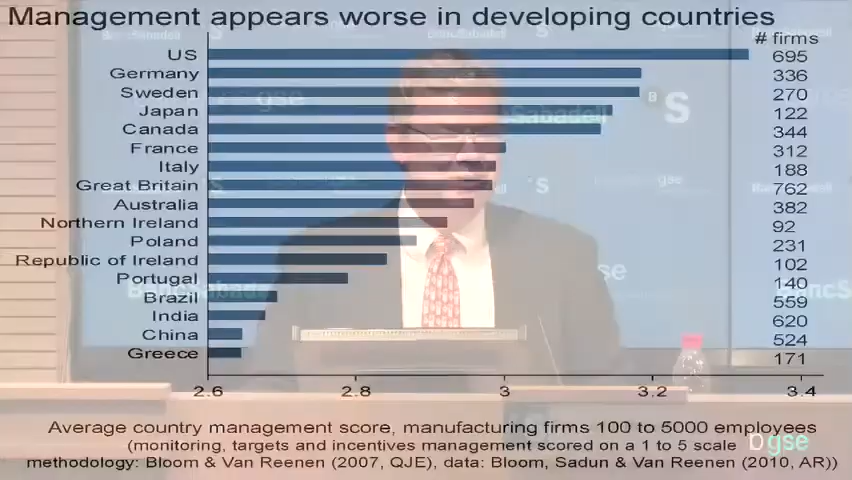 Management appears worse in developing countries
# firms
US 695
Germany 336
Sweden 270
Japan 122
Canada 344
France 312
Italy 188
Great Britain 762
Australia 382
Northern Ireland 92
Poland 231
Republic of Ireland 102
Portugal 140
Brazil 559
India 620
China 524
Greece 171
2.6 2.8 3 3.2 3.4
Average country management score, manufacturing firms 100 to 5000 employees
(monitoring, targets and incentives management scored on a 1 to 5 scale
methodology: Bloom & Van Reenen (2007, QJE), data: Bloom, Sadun & Van Reenen (2010, AR))
bgse
gse
Sabadell
BS